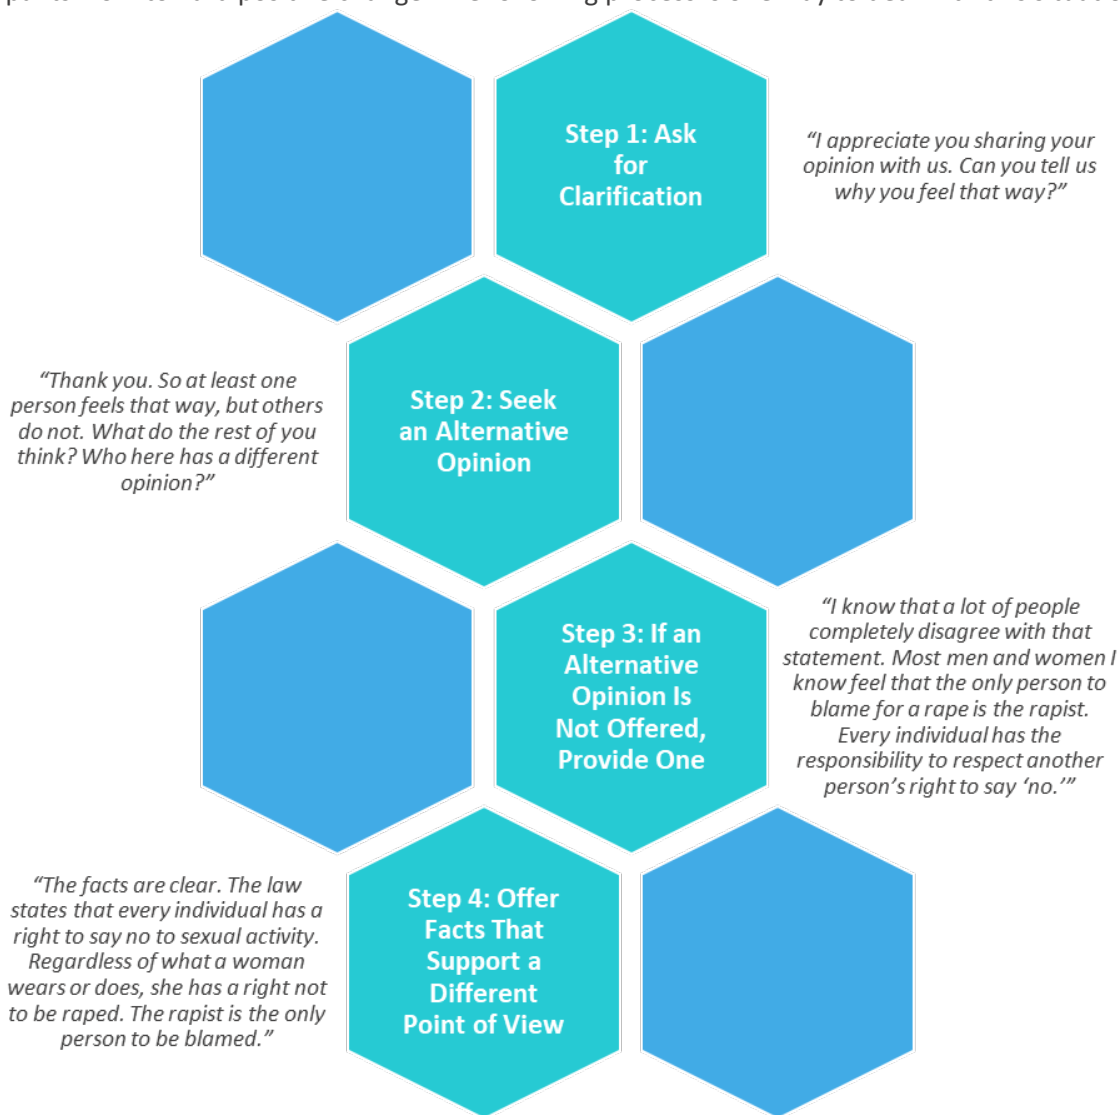 Step 1: Ask
for
Clarification
“I appreciate you sharing your
opinion with us. Can you tell us
why you feel that way?”
“Thank you. So at least one
person feels that way, but others
do not. What do the rest of you
think? Who here has a different
opinion?”
Step 2: Seek
an Alternative
Opinion
Step 3: If an
Alternative
Opinion Is
Not Offered,
Provide One
“I know that a lot of people
completely disagree with that
statement. Most men and women I
know feel that the only person to
blame for a rape is the rapist.
Every individual has the
responsibility to respect another
person’s right to say ‘no.’”
“The facts are clear. The law
states that every individual has a
right to say no to sexual activity.
Regardless of what a woman
wears or does, she has a right not
to be raped. The rapist is the only
person to be blamed.”
Step 4: Offer
Facts That
Support a
Different
Point of View